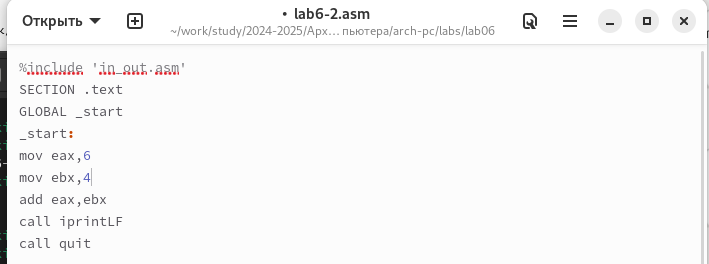 Открыть
• lab6-2.asm
~/work/study/2024-2025/Арх… пьютера/arch-pc/labs/lab06
%include 'in_out.asm'
SECTION .text
GLOBAL _start
_start:
mov eax,6
mov ebx,4
add eax,ebx
call iprintLF
call quit